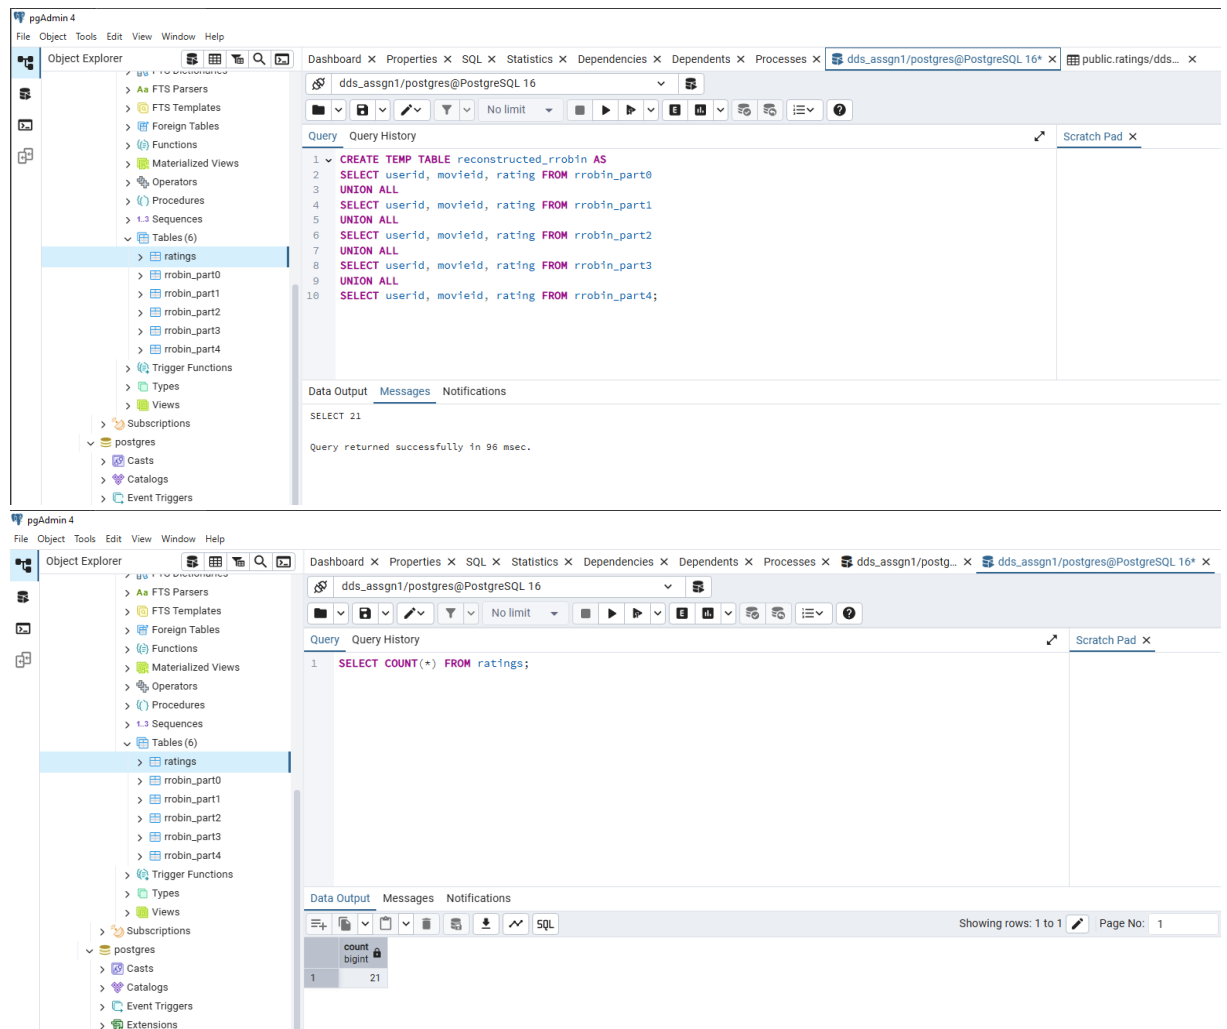 pgAdmin 4
File Object Tools Edit View Window Help
Object Explorer
Dashboard Properties SQL Statistics Dependencies Dependents Processes dds_assgn1/postgres@PostgreSQL 16* public.ratings/dds...
FTS Dictionaries
FTS Parsers
FTS Templates
Foreign Tables
Functions
Materialized Views
Operators
Procedures
1..3 Sequences
Tables (6)
ratings
rrobin_part0
rrobin_part1
rrobin_part2
rrobin_part3
rrobin_part4
Trigger Functions
Types
Views
Subscriptions
postgres
Casts
Catalogs
Event Triggers
dds_assgn1/postgres@PostgreSQL 16
No limit
Query Query History
Scratch Pad
1 CREATE TEMP TABLE reconstructed_rrobin AS
2 SELECT userid, movieid, rating FROM rrobin_part0
3 UNION ALL
4 SELECT userid, movieid, rating FROM rrobin_part1
5 UNION ALL
6 SELECT userid, movieid, rating FROM rrobin_part2
7 UNION ALL
8 SELECT userid, movieid, rating FROM rrobin_part3
9 UNION ALL
10 SELECT userid, movieid, rating FROM rrobin_part4;
Data Output Messages Notifications
SELECT 21
Query returned successfully in 96 msec.
pgAdmin 4
File Object Tools Edit View Window Help
Object Explorer
Dashboard Properties SQL Statistics Dependencies Dependents Processes dds_assgn1/postg... dds_assgn1/postgres@PostgreSQL 16*
FTS Dictionaries
Aa FTS Parsers
FTS Templates
Foreign Tables
Functions
Materialized Views
Operators
Procedures
1..3 Sequences
Tables (6)
ratings
rrobin_part0
rrobin_part1
rrobin_part2
rrobin_part3
rrobin_part4
Trigger Functions
Types
Views
Subscriptions
postgres
Casts
Catalogs
Event Triggers
Extensions
dds_assgn1/postgres@PostgreSQL 16
No limit
Query Query History
Scratch Pad
1 SELECT COUNT(*) FROM ratings;
Data Output Messages Notifications
SQL
Showing rows: 1 to 1 Page No: 1
count
bigint
1 21